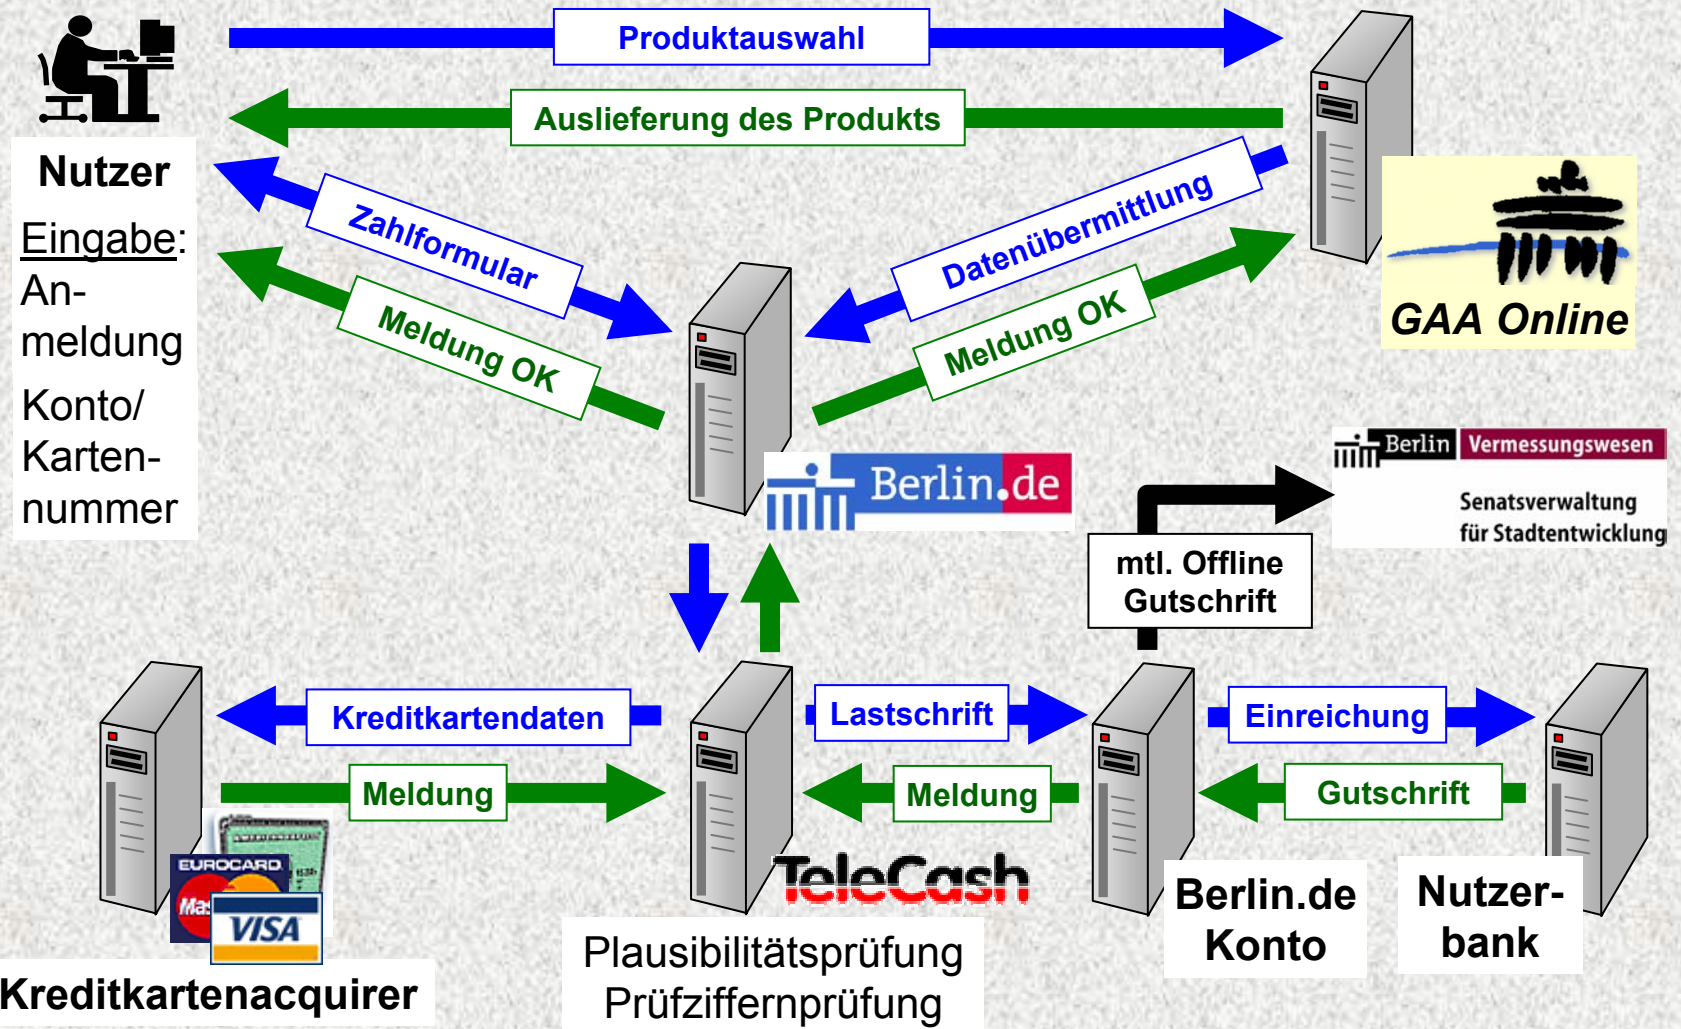 Produktauswahl
Auslieferung des Produkts
Nutzer
Eingabe:
An-
meldung
Konto/
Karten-
nummer
Zahlformular
Meldung OK
Datenübermittlung
Meldung OK
GAA Online
Berlin.de
Berlin Vermessungswesen
Senatsverwaltung
für Stadtentwicklung
mtl. Offline
Gutschrift
Kreditkartendaten
Meldung
Lastschrift
Meldung
Einreichung
Gutschrift
EUROCARD
Mas
VISA
Kreditkartenacquirer
TeleCash
Plausibilitätsprüfung
Prüfziffernprüfung
Berlin.de
Konto
Nutzer-
bank